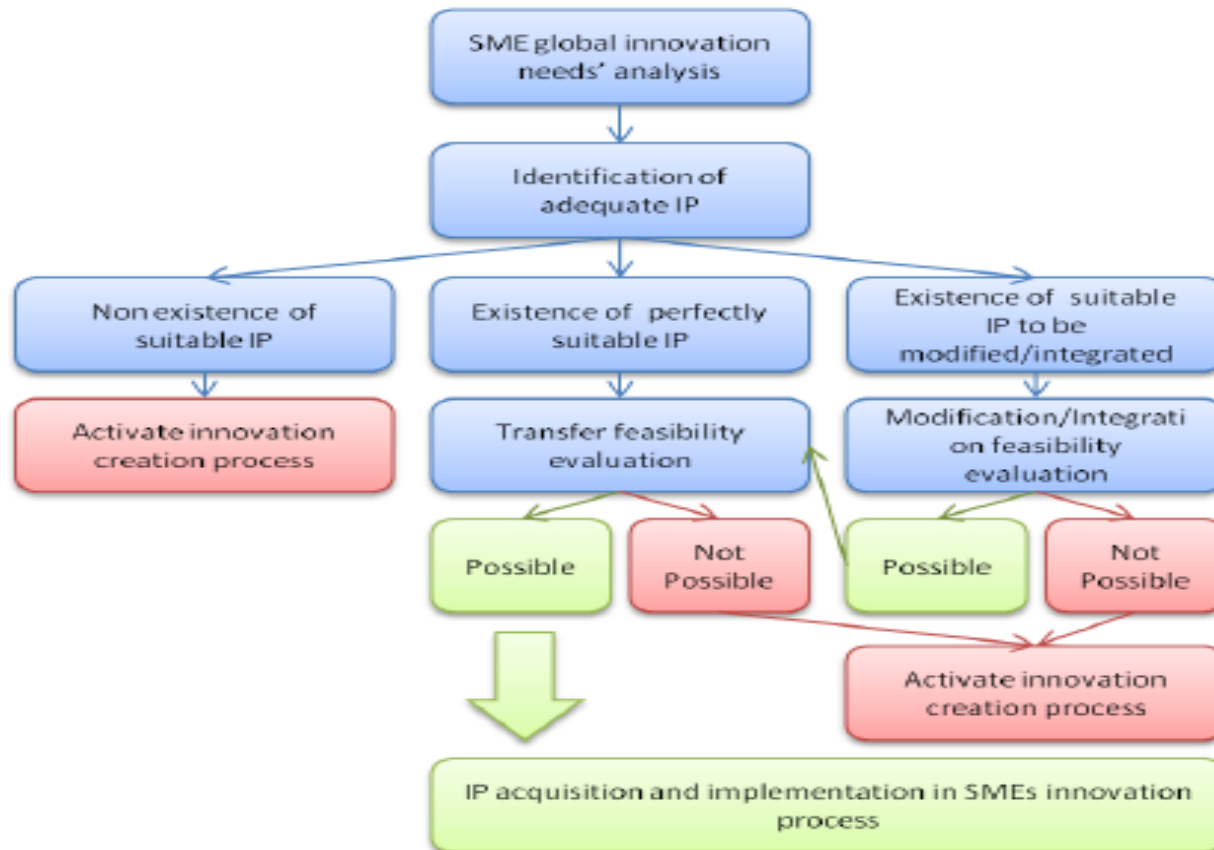 SME global innovation
needs' analysis
Identification of
adequate IP
Non existence of
suitable IP
Existence of perfectly
suitable IP
Existence of suitable
IP to be
modified/integrated
Activate innovation
creation process
Transfer feasibility
evaluation
Modification/Integrati
on feasibility
evaluation
Possible
Not
Possible
Possible
Not
Possible
Activate innovation
creation process
IP acquisition and implementation in SMEs innovation
process